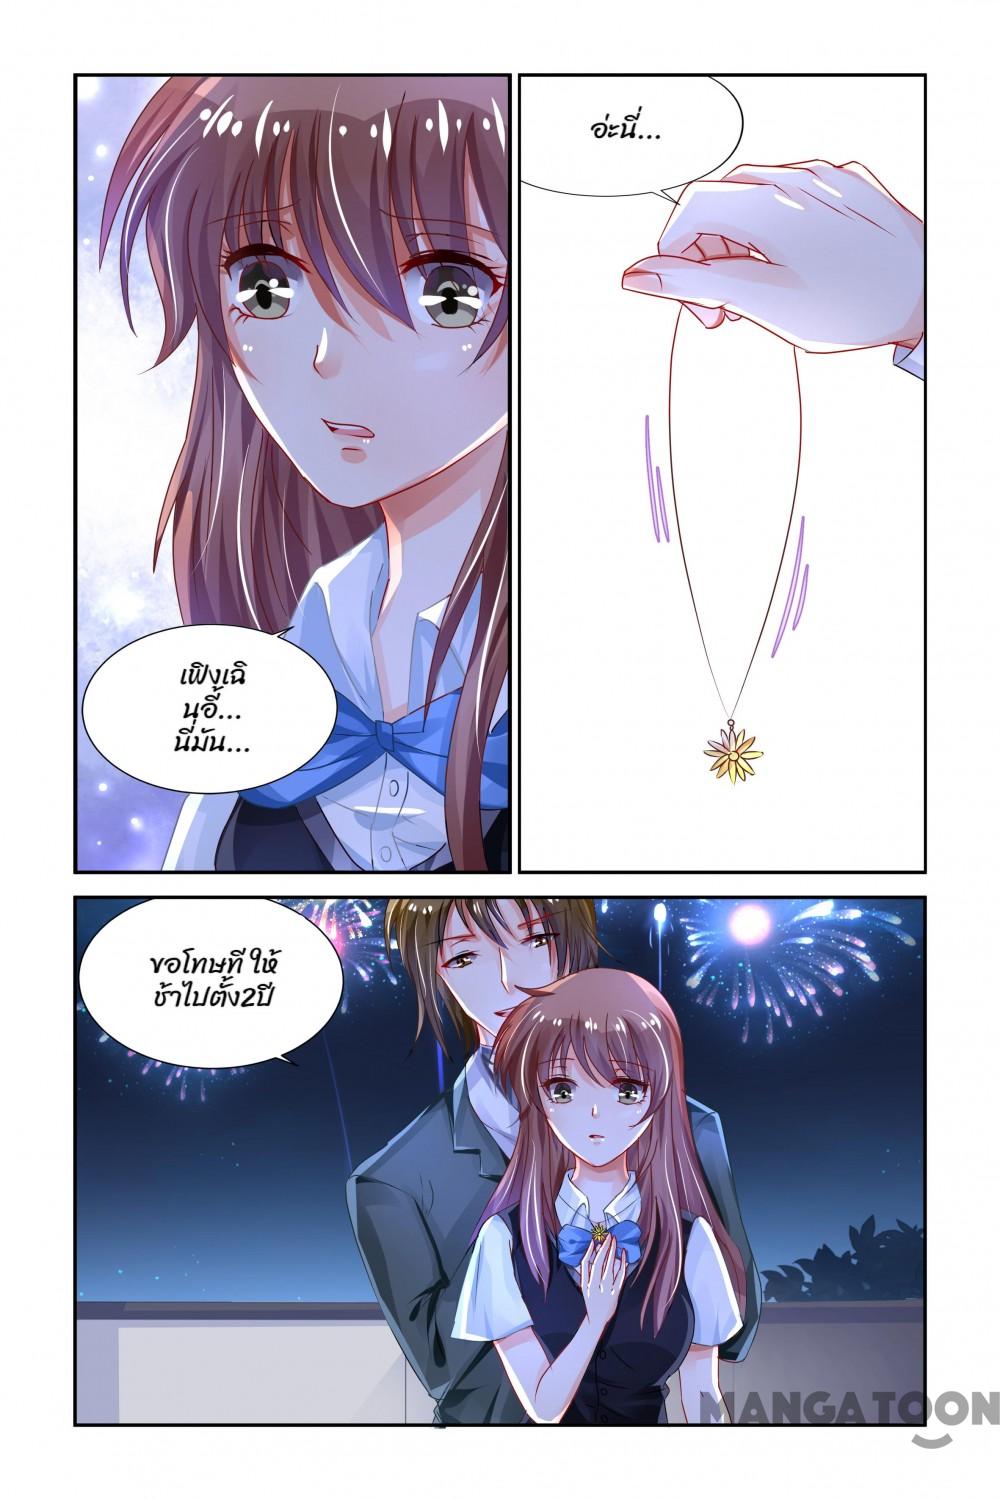 อ่ะนี่...
เฟิงเฉิ
นอี้...
นี่มัน...
ขอโทษที ให้
ช้าไปตั้ง2ปี
MANGATOON